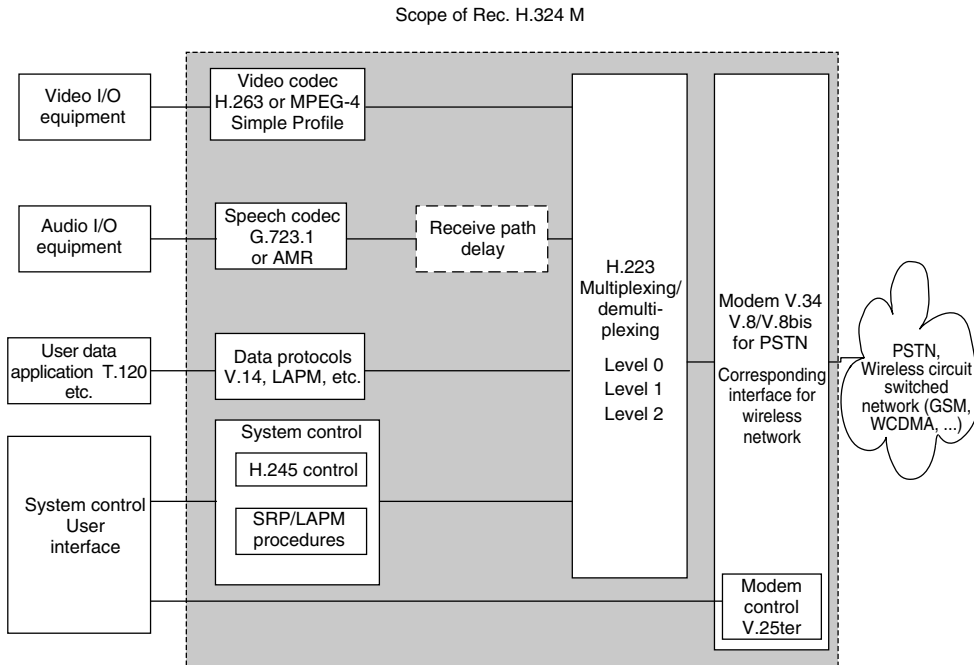 Scope of Rec. H.324 M
Video I/O
equipment
Video codec
H.263 or MPEG-4
Simple Profile
Audio I/O
equipment
Speech codec
G.723.1
or AMR
Receive path
delay
User data
application T.120
etc.
Data protocols
V.14, LAPM, etc.
System control
User
interface
System control
H.245 control
SRP/LAPM
procedures
H.223
Multiplexing/
demulti-
plexing
Level 0
Level 1
Level 2
Modem V.34
V.8/V.8bis
for PSTN
Corresponding
interface for
wireless
network
Modem
control
V.25ter
PSTN,
Wireless circuit
switched
network (GSM,
WCDMA, ...)